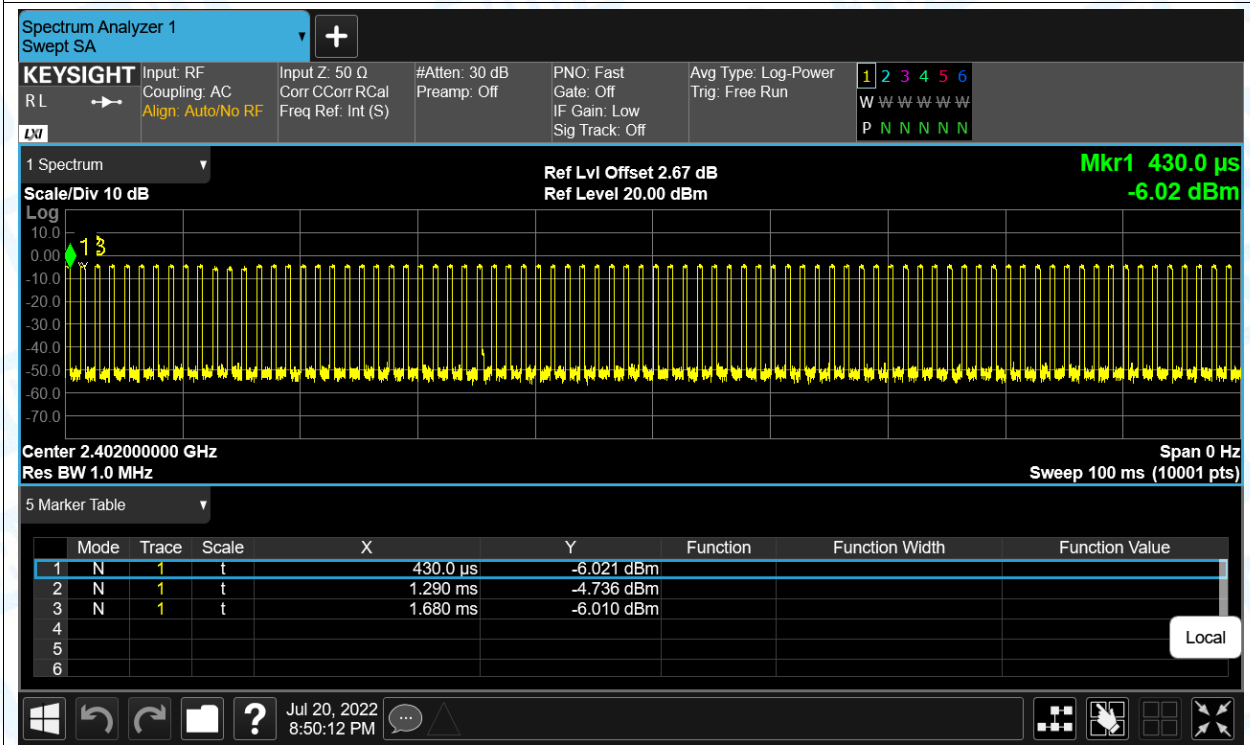 Spectrum Analyzer 1
Swept SA
KEYSIGHT
RL
LXI
Input: RF
Coupling: AC
Align: Auto/No RF
Input Z: 50 Ω
Corr CCorr RCal
Freq Ref: Int (S)
#Atten: 30 dB
Preamp: Off
PNO: Fast
Gate: Off
IF Gain: Low
Sig Track: Off
Avg Type: Log-Power
Trig: Free Run
1 2 3 4 5 6
W W W W W W
P N N N N N
1 Spectrum
Scale/Div 10 dB
Ref Lvl Offset 2.67 dB
Ref Level 20.00 dBm
Mkr1 430.0 µs
-6.02 dBm
Log
10.0
0.00
-10.0
-20.0
-30.0
-40.0
-50.0
-60.0
-70.0
1 3
Center 2.402000000 GHz
Res BW 1.0 MHz
Span 0 Hz
Sweep 100 ms (10001 pts)
5 Marker Table
Mode Trace Scale X Y Function Function Width Function Value
1 N 1 t 430.0 µs -6.021 dBm
2 N 1 t 1.290 ms -4.736 dBm
3 N 1 t 1.680 ms -6.010 dBm
4
5
6
Local
?
Jul 20, 2022
8:50:12 PM